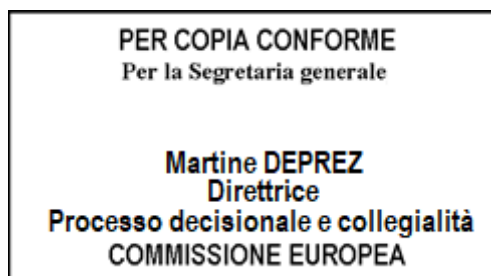 PER COPIA CONFORME
Per la Segretaria generale
Martine DEPREZ
Direttrice
Processo decisionale e collegialità
COMMISSIONE EUROPEA